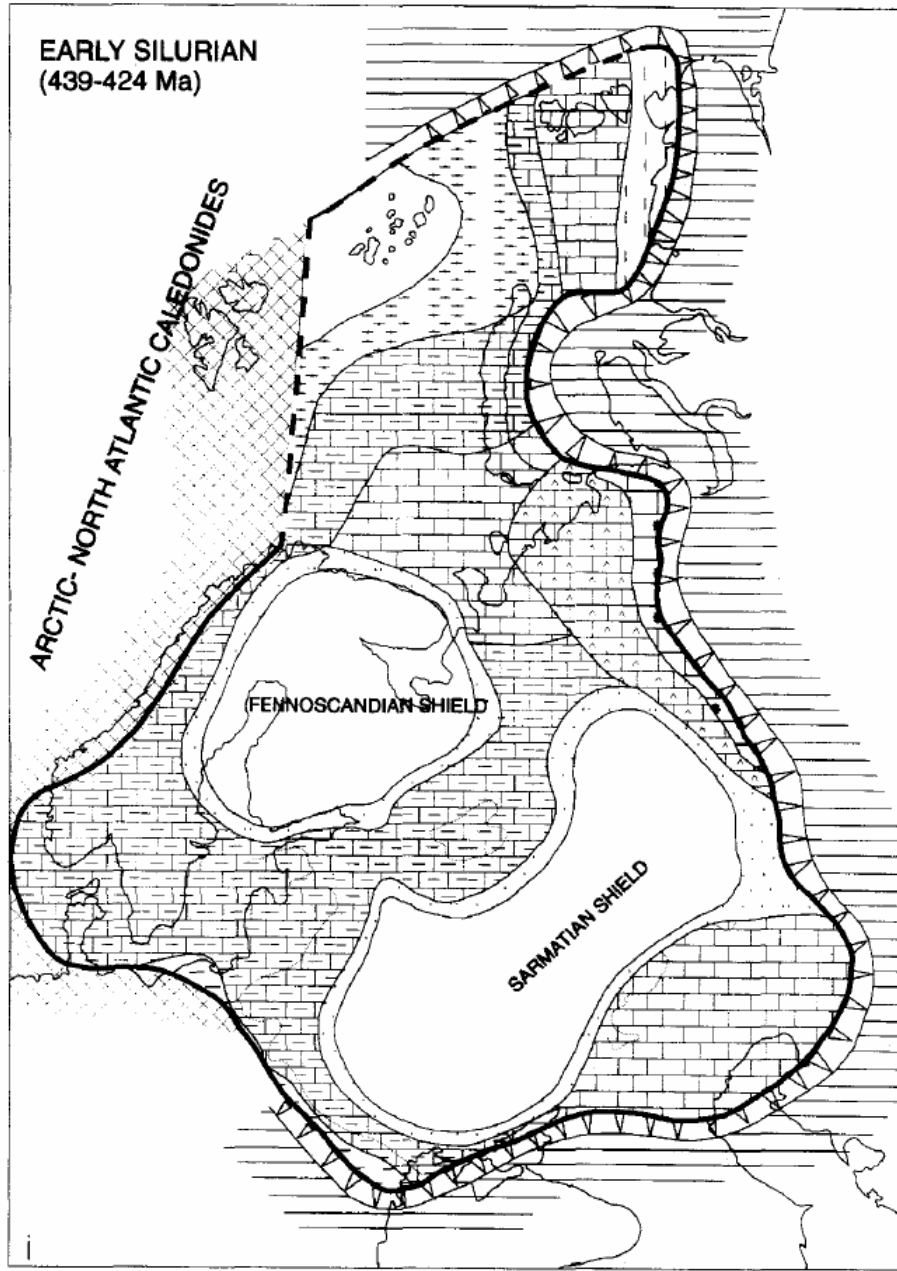 EARLY SILURIAN
(439-424 Ma)
ARCTIC- NORTH ATLANTIC CALEDONIDES
FENNOSCANDIAN SHIELD
SARMATIAN SHIELD
i